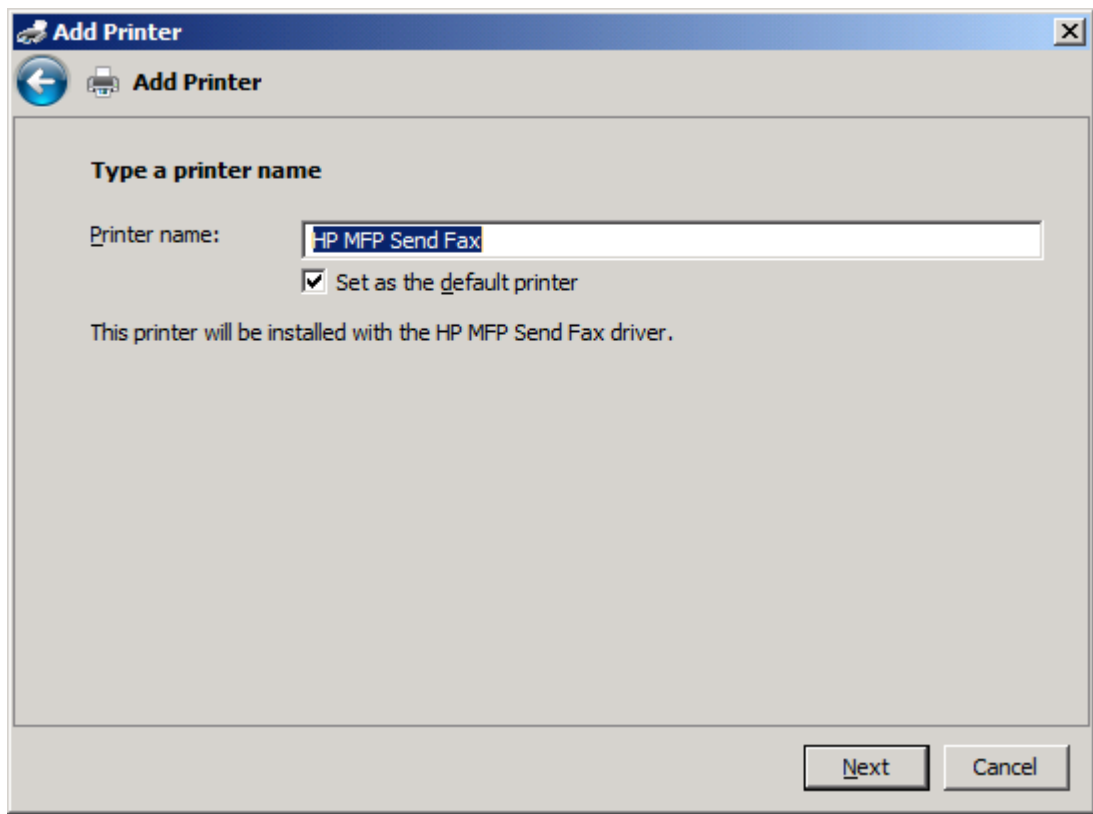 Add Printer
Add Printer
Type a printer name
Printer name: HP MFP Send Fax
Set as the default printer
This printer will be installed with the HP MFP Send Fax driver.
Next Cancel